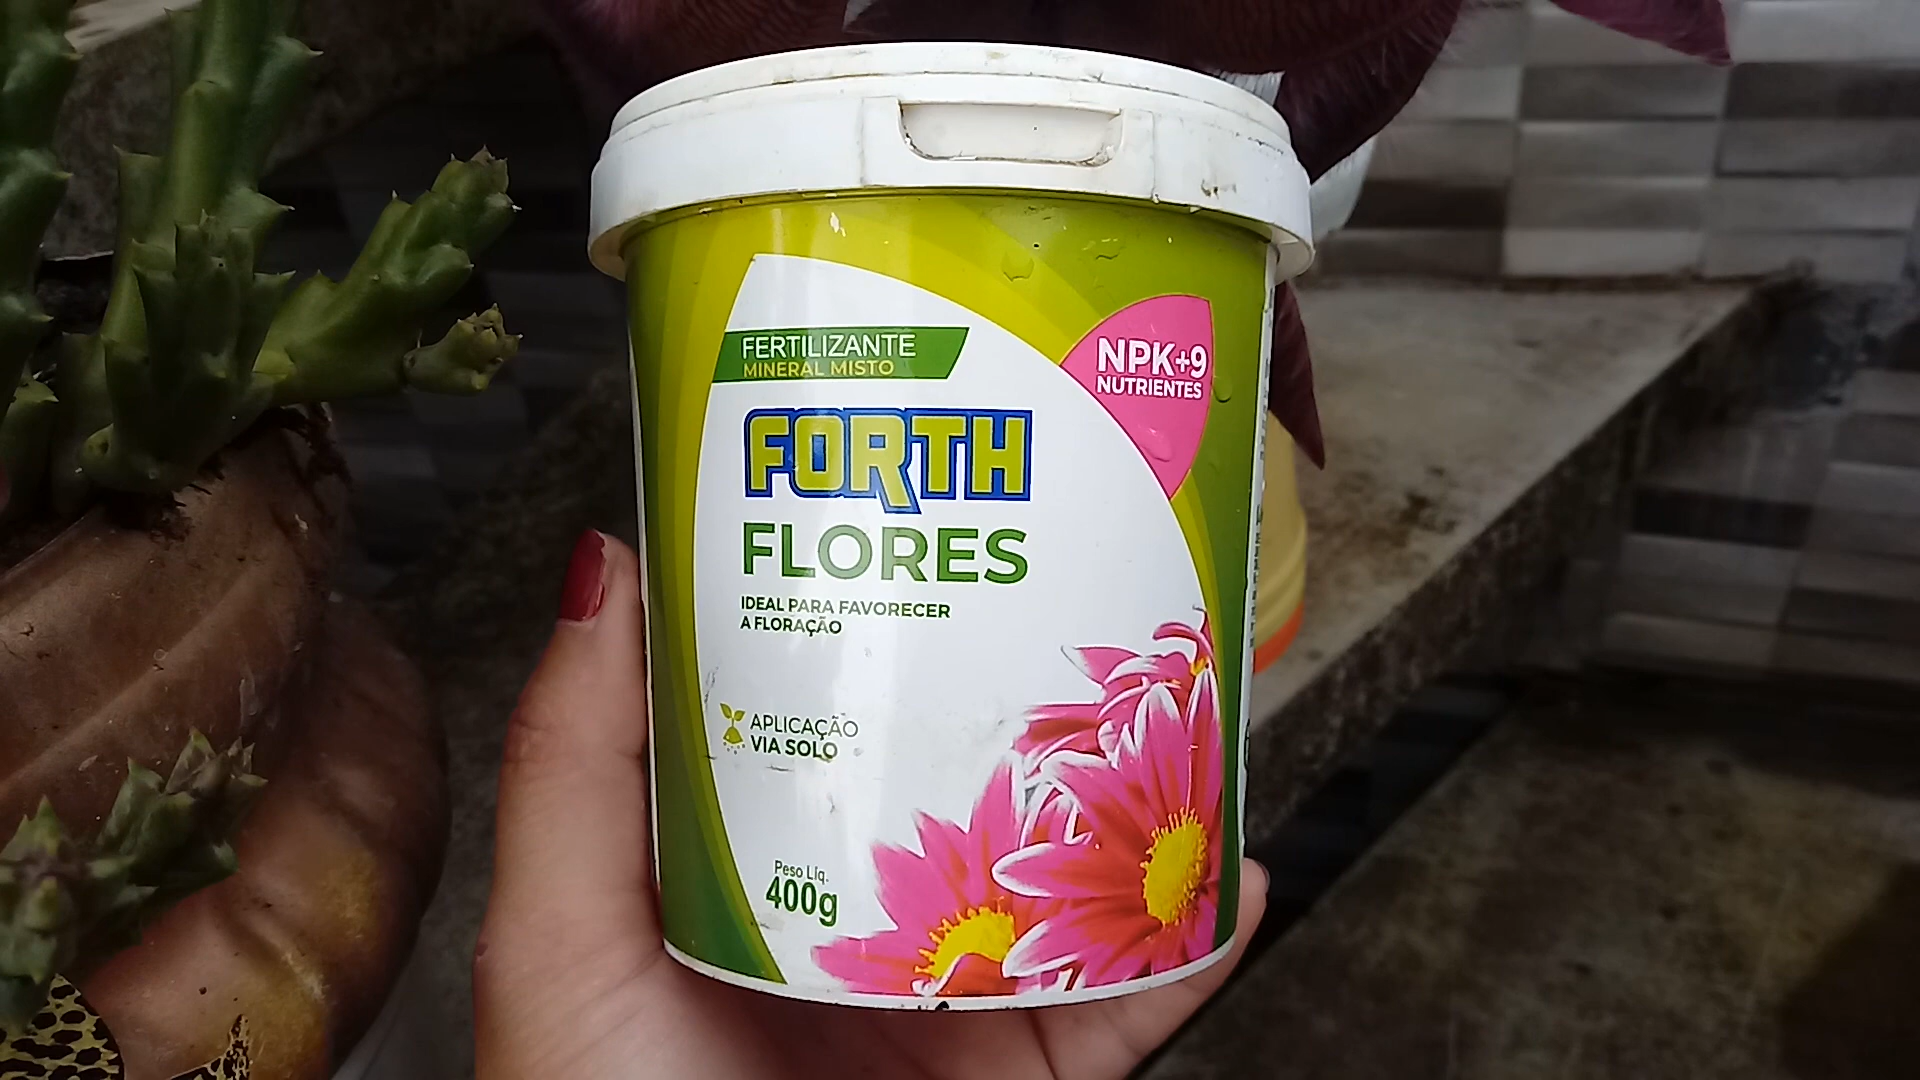 FERTILIZANTE
MINERAL MISTO
NPK+9
NUTRIENTES
FORTH
FLORES
IDEAL PARA FAVORECER
A FLORAÇÃO
APLICAÇÃO
VIA SOLO
Peso Líq.
400g